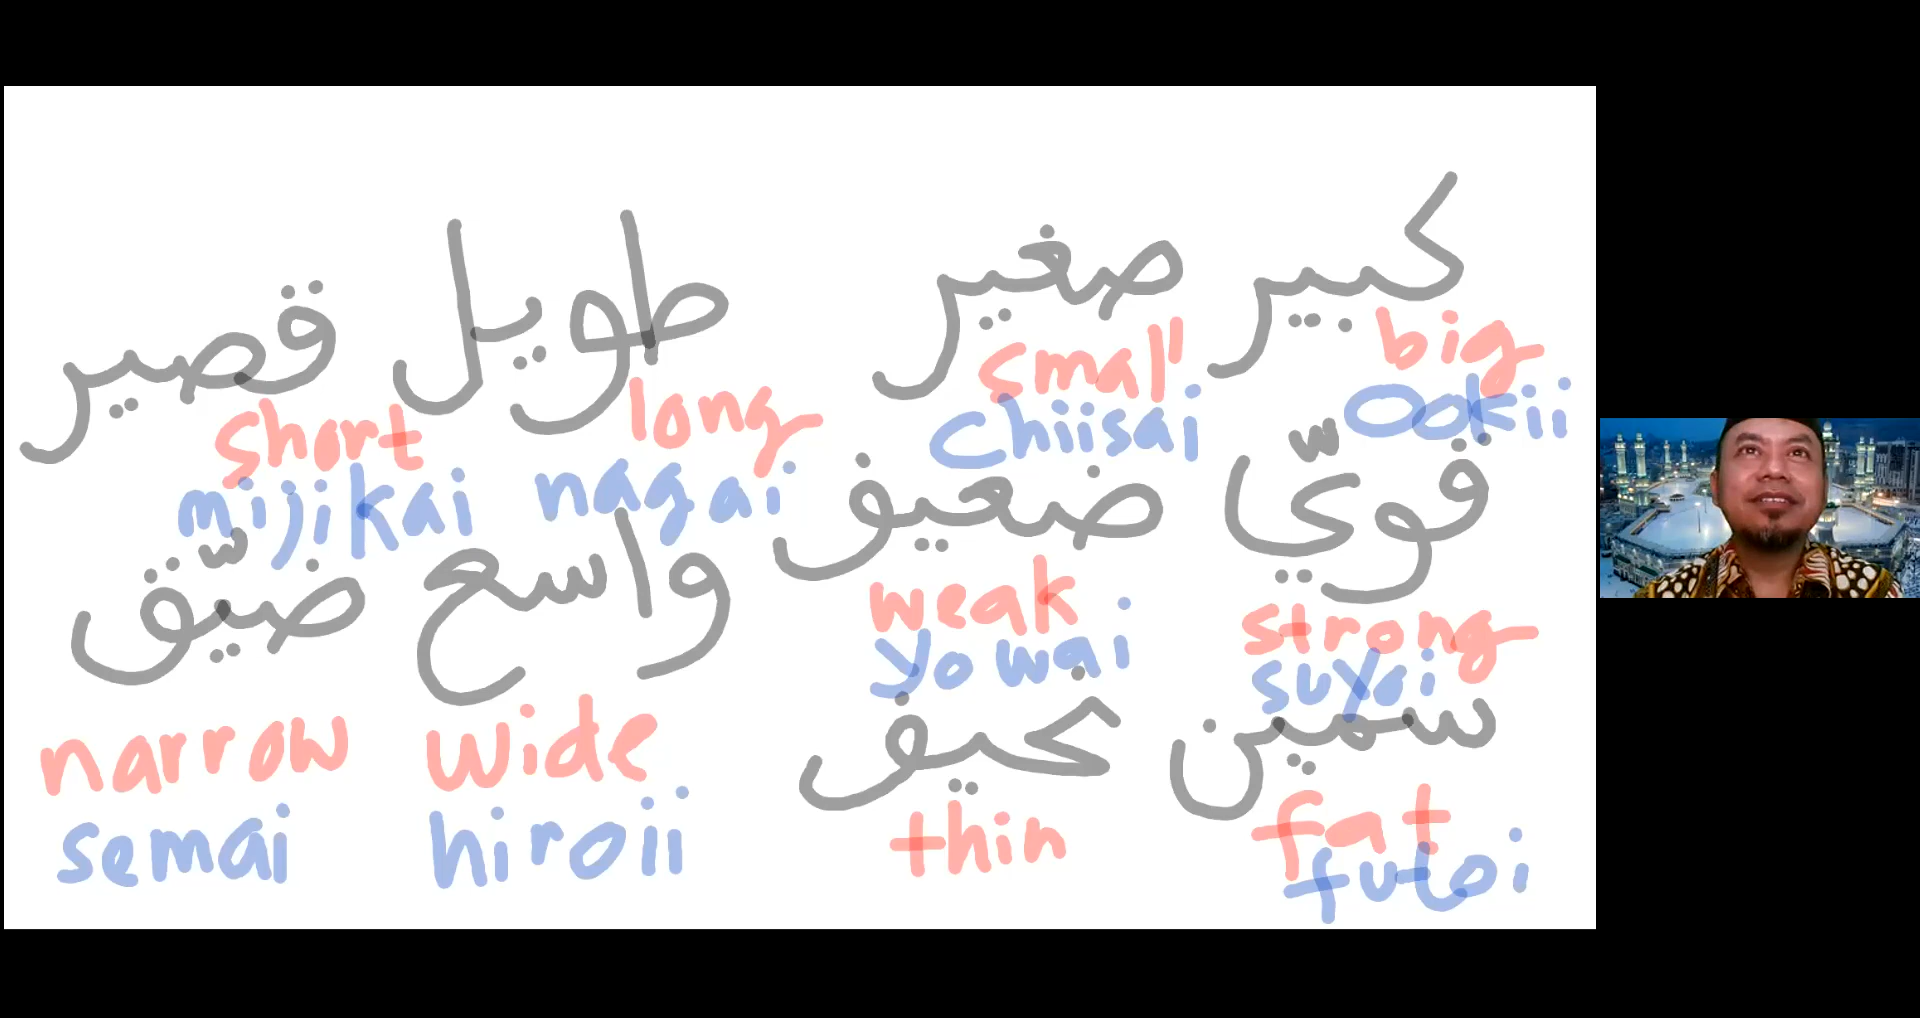 كبير صغير
big small
Ookii chiisai
طويل قصير
long short
nagai mijikai
قويّ ضعيف
strong weak
suyoi yowai
واسع ضيّق
wide narrow
hiroii semai
سمين نحيف
fat thin
futoi